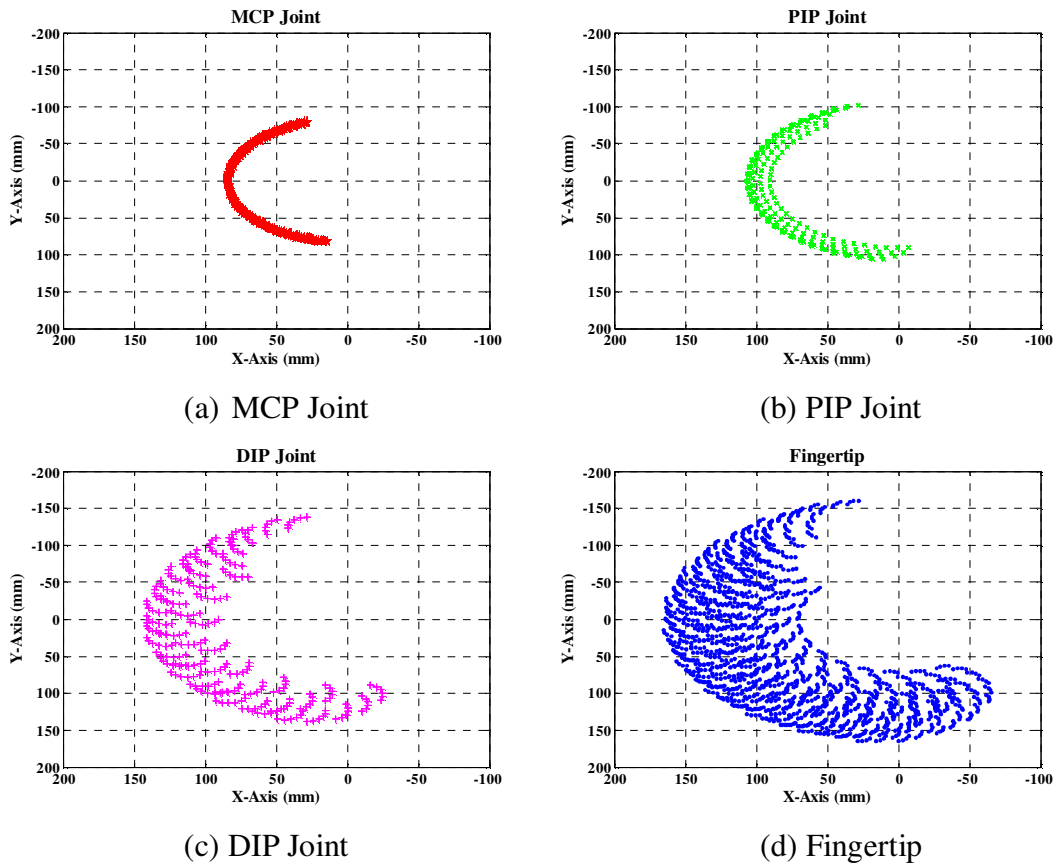 MCP Joint
-200
-150
-100
-50
0
50
100
150
200
Y-Axis (mm)
200 150 100 50 0 -50 -100
X-Axis (mm)
(a) MCP Joint
PIP Joint
-200
-150
-100
-50
0
50
100
150
200
Y-Axis (mm)
200 150 100 50 0 -50 -100
X-Axis (mm)
(b) PIP Joint
DIP Joint
-200
-150
-100
-50
0
50
100
150
200
Y-Axis (mm)
200 150 100 50 0 -50 -100
X-Axis (mm)
(c) DIP Joint
Fingertip
-200
-150
-100
-50
0
50
100
150
200
Y-Axis (mm)
200 150 100 50 0 -50 -100
X-Axis (mm)
(d) Fingertip